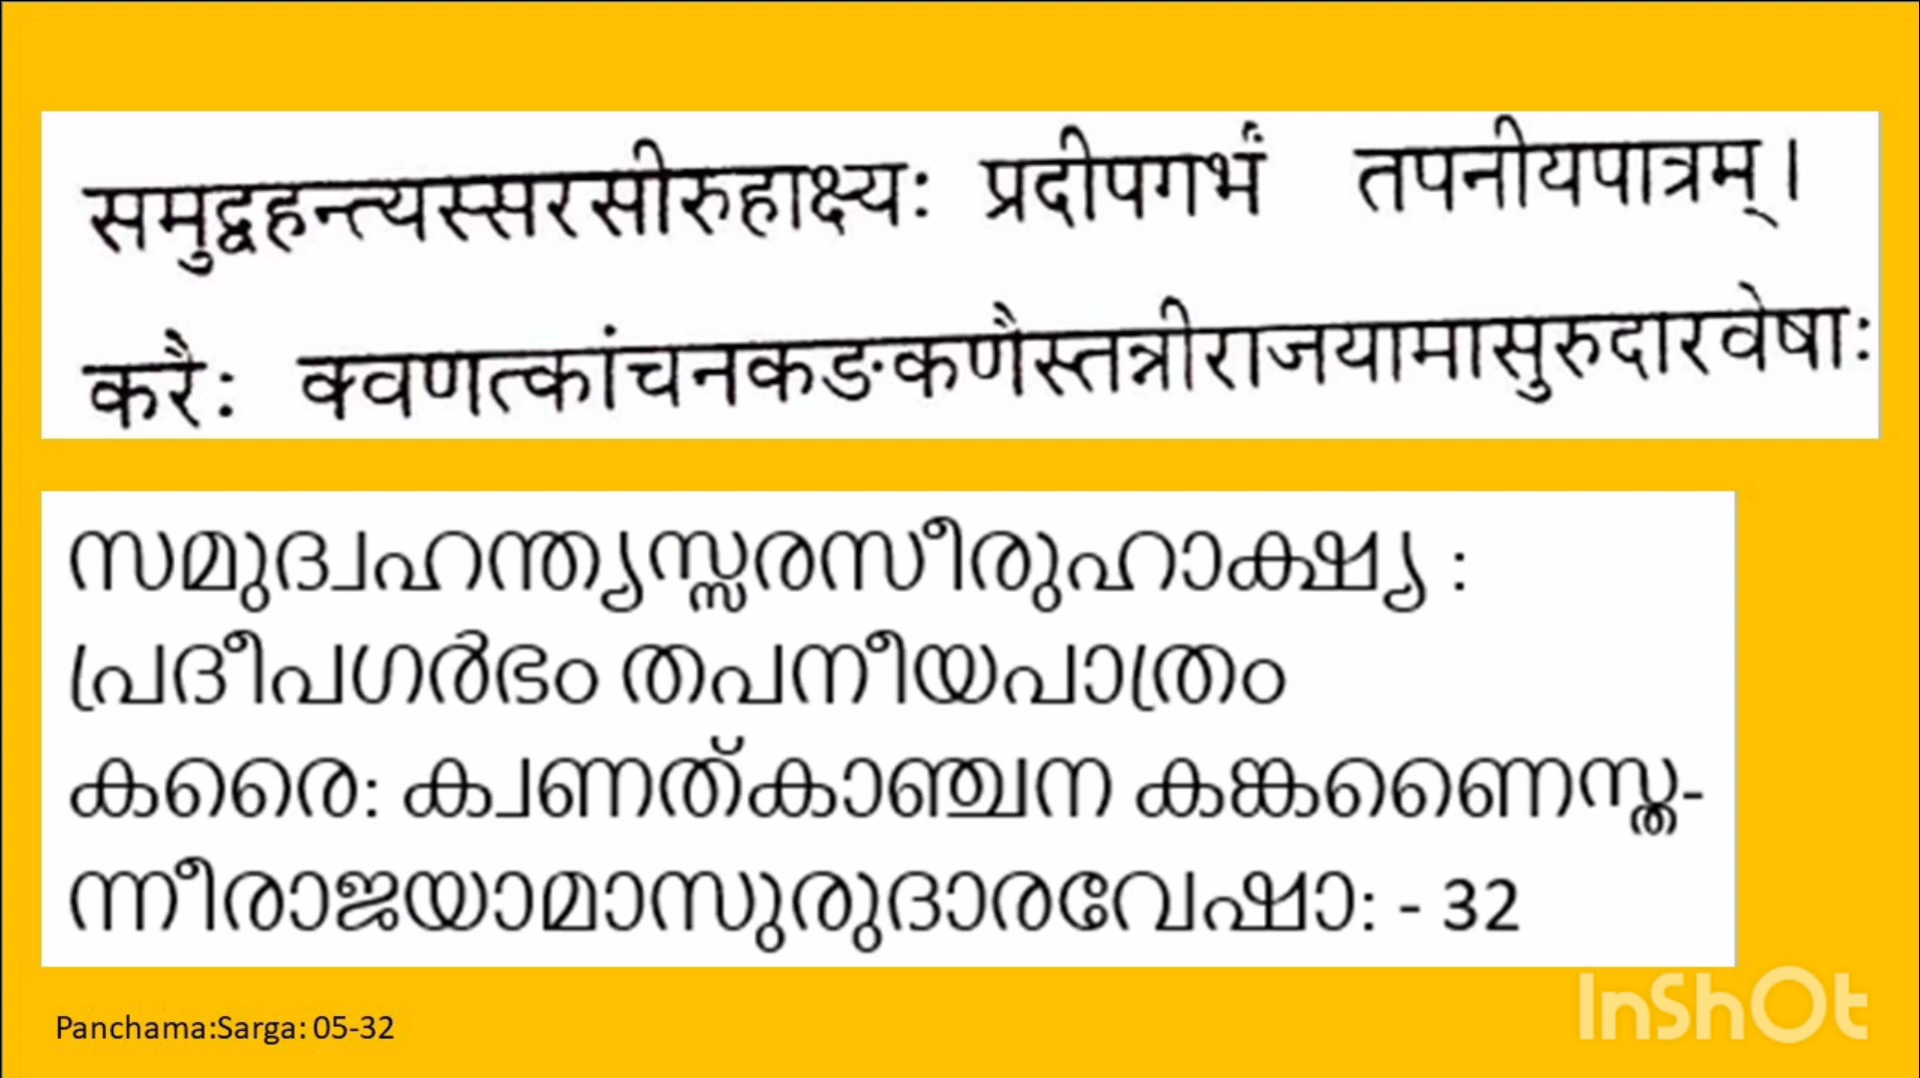 समुद्वहन्त्यस्सरसीरुहाक्ष्यः प्रदीपगर्भं तपनीयपात्रम् ।
करैः क्वणत्कांचनकङ्कणैस्तन्नीराजयामासुरुदारवेषाः
സമുദ്വഹന്ത്യസ്സരസീരുഹാക്ഷ്യ :
പ്രദീപഗർഭം തപനീയപാത്രം
കരൈ: ക്വണത്കാഞ്ചന കങ്കണൈസ്ത-
ന്നീരാജയാമാസുരുദാരവേഷാ: - 32
Panchama:Sarga: 05-32
InShOt